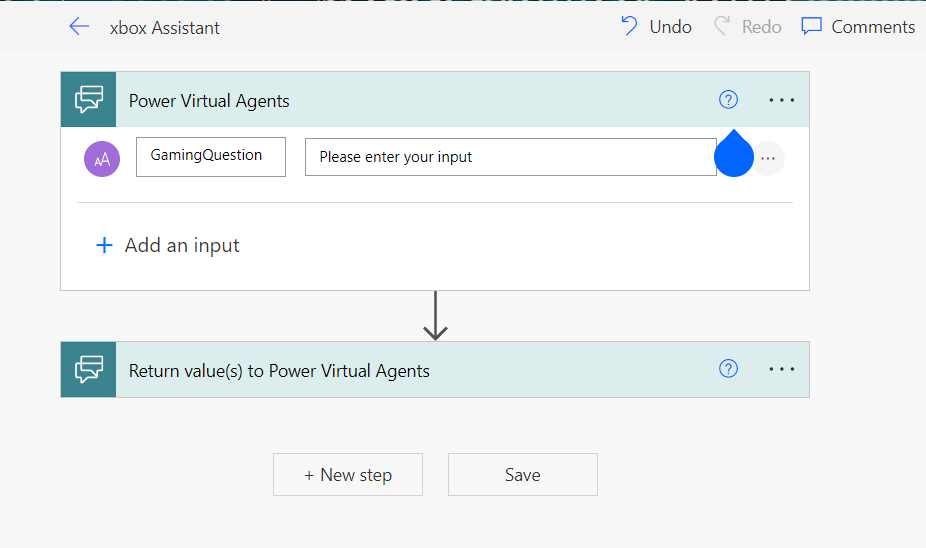 xbox Assistant
Undo
Redo
Comments
Power Virtual Agents
?
AA
GamingQuestion
Please enter your input
+ Add an input
Return value(s) to Power Virtual Agents
?
+ New step
Save